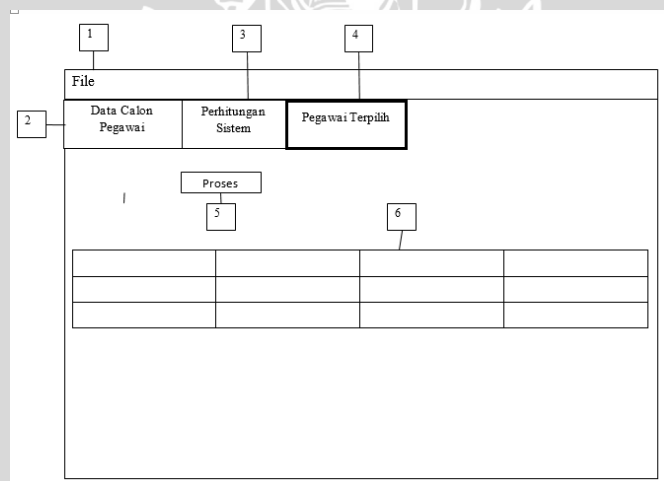 1
3
4
File
2
Data Calon
Pegawai
Perhitungan
Sistem
Pegawai Terpilih
Proses
5
6